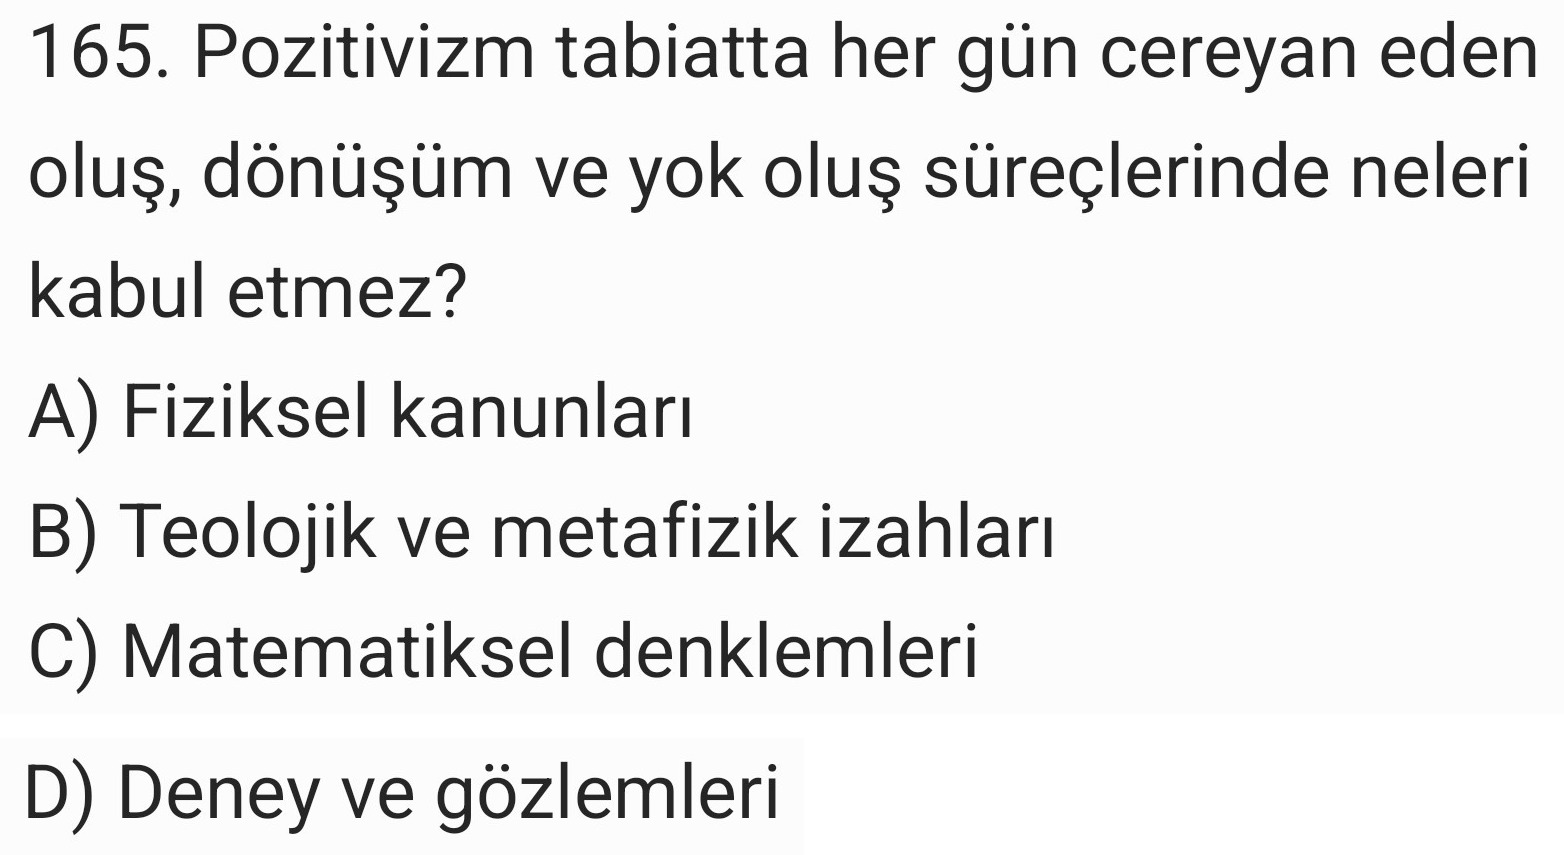 165. Pozitivizm tabiatta her gün cereyan eden
oluş, dönüşüm ve yok oluş süreçlerinde neleri
kabul etmez?
A) Fiziksel kanunları
B) Teolojik ve metafizik izahları
C) Matematiksel denklemleri
D) Deney ve gözlemleri